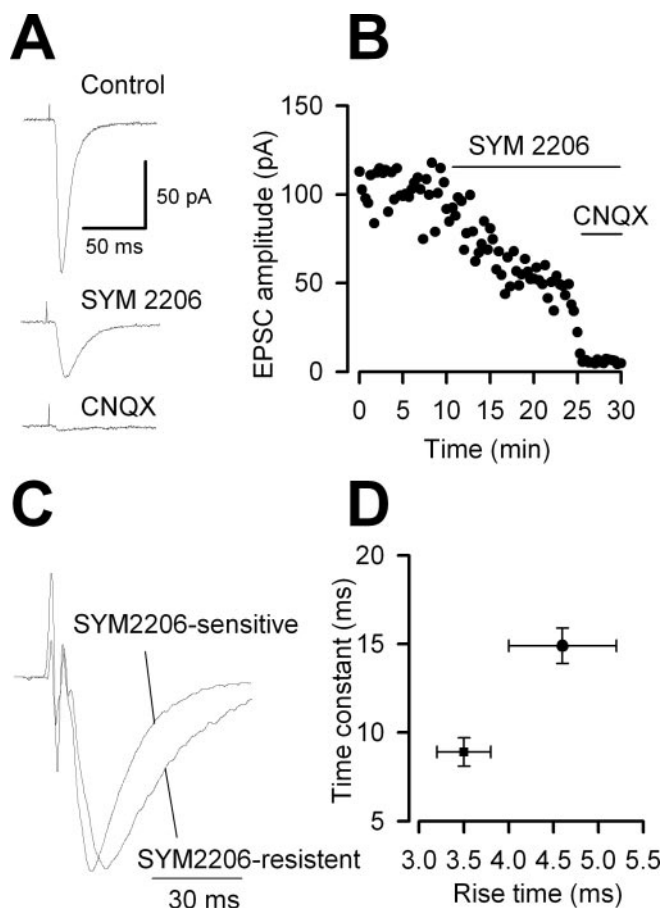 A
Control
50 pA
50 ms
SYM 2206
CNQX
B
EPSC amplitude (pA)
150
100
50
0
SYM 2206
CNQX
0 5 10 15 20 25 30
Time (min)
C
SYM2206-sensitive
SYM2206-resistent
30 ms
D
Time constant (ms)
20
15
10
5
3.0 3.5 4.0 4.5 5.0 5.5
Rise time (ms)